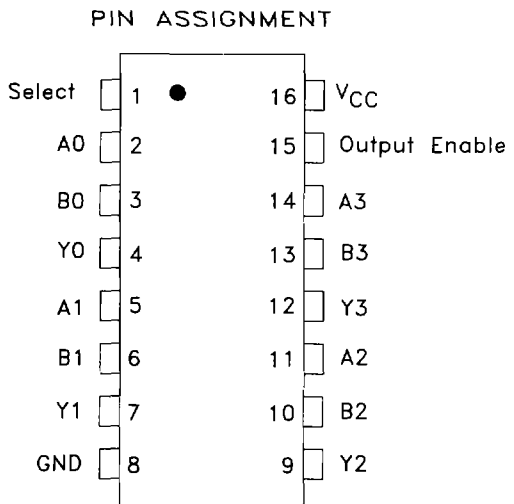 PIN ASSIGNMENT
Select 1 16 VCC
A0 2 15 Output Enable
B0 3 14 A3
Y0 4 13 B3
A1 5 12 Y3
B1 6 11 A2
Y1 7 10 B2
GND 8 9 Y2